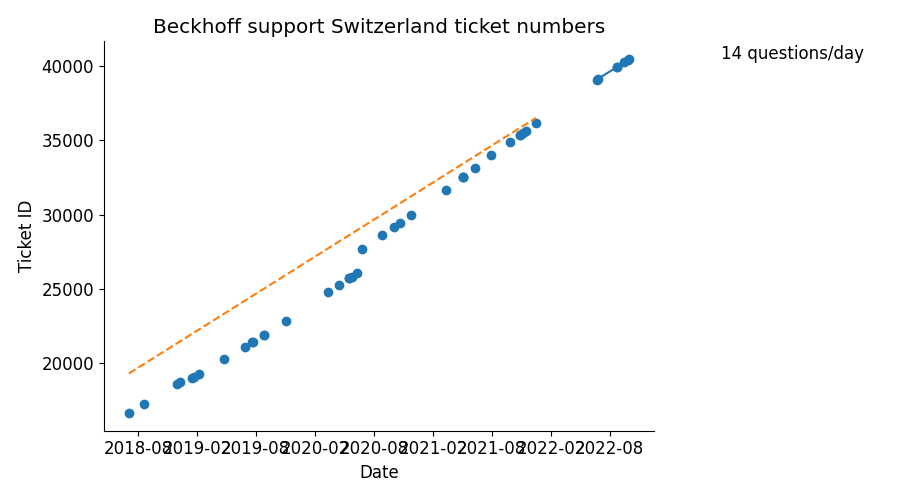 Beckhoff support Switzerland ticket numbers
14 questions/day
40000
35000
30000
25000
20000
Ticket ID
2018-08 2019-02 2019-08 2020-02 2020-08 2021-02 2021-08 2022-02 2022-08
Date